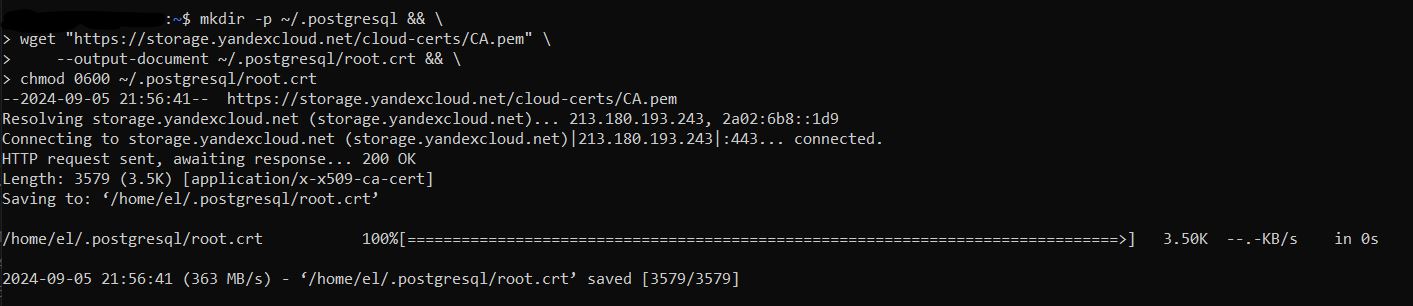 :~$ mkdir -p ~/.postgresql && \
> wget "https://storage.yandexcloud.net/cloud-certs/CA.pem" \
>     --output-document ~/.postgresql/root.crt && \
> chmod 0600 ~/.postgresql/root.crt
--2024-09-05 21:56:41--  https://storage.yandexcloud.net/cloud-certs/CA.pem
Resolving storage.yandexcloud.net (storage.yandexcloud.net)... 213.180.193.243, 2a02:6b8::1d9
Connecting to storage.yandexcloud.net (storage.yandexcloud.net)|213.180.193.243|:443... connected.
HTTP request sent, awaiting response... 200 OK
Length: 3579 (3.5K) [application/x-x509-ca-cert]
Saving to: ‘/home/el/.postgresql/root.crt’
/home/el/.postgresql/root.crt          100%[===============================================================================>]   3.50K  --.-KB/s    in 0s
2024-09-05 21:56:41 (363 MB/s) - ‘/home/el/.postgresql/root.crt’ saved [3579/3579]